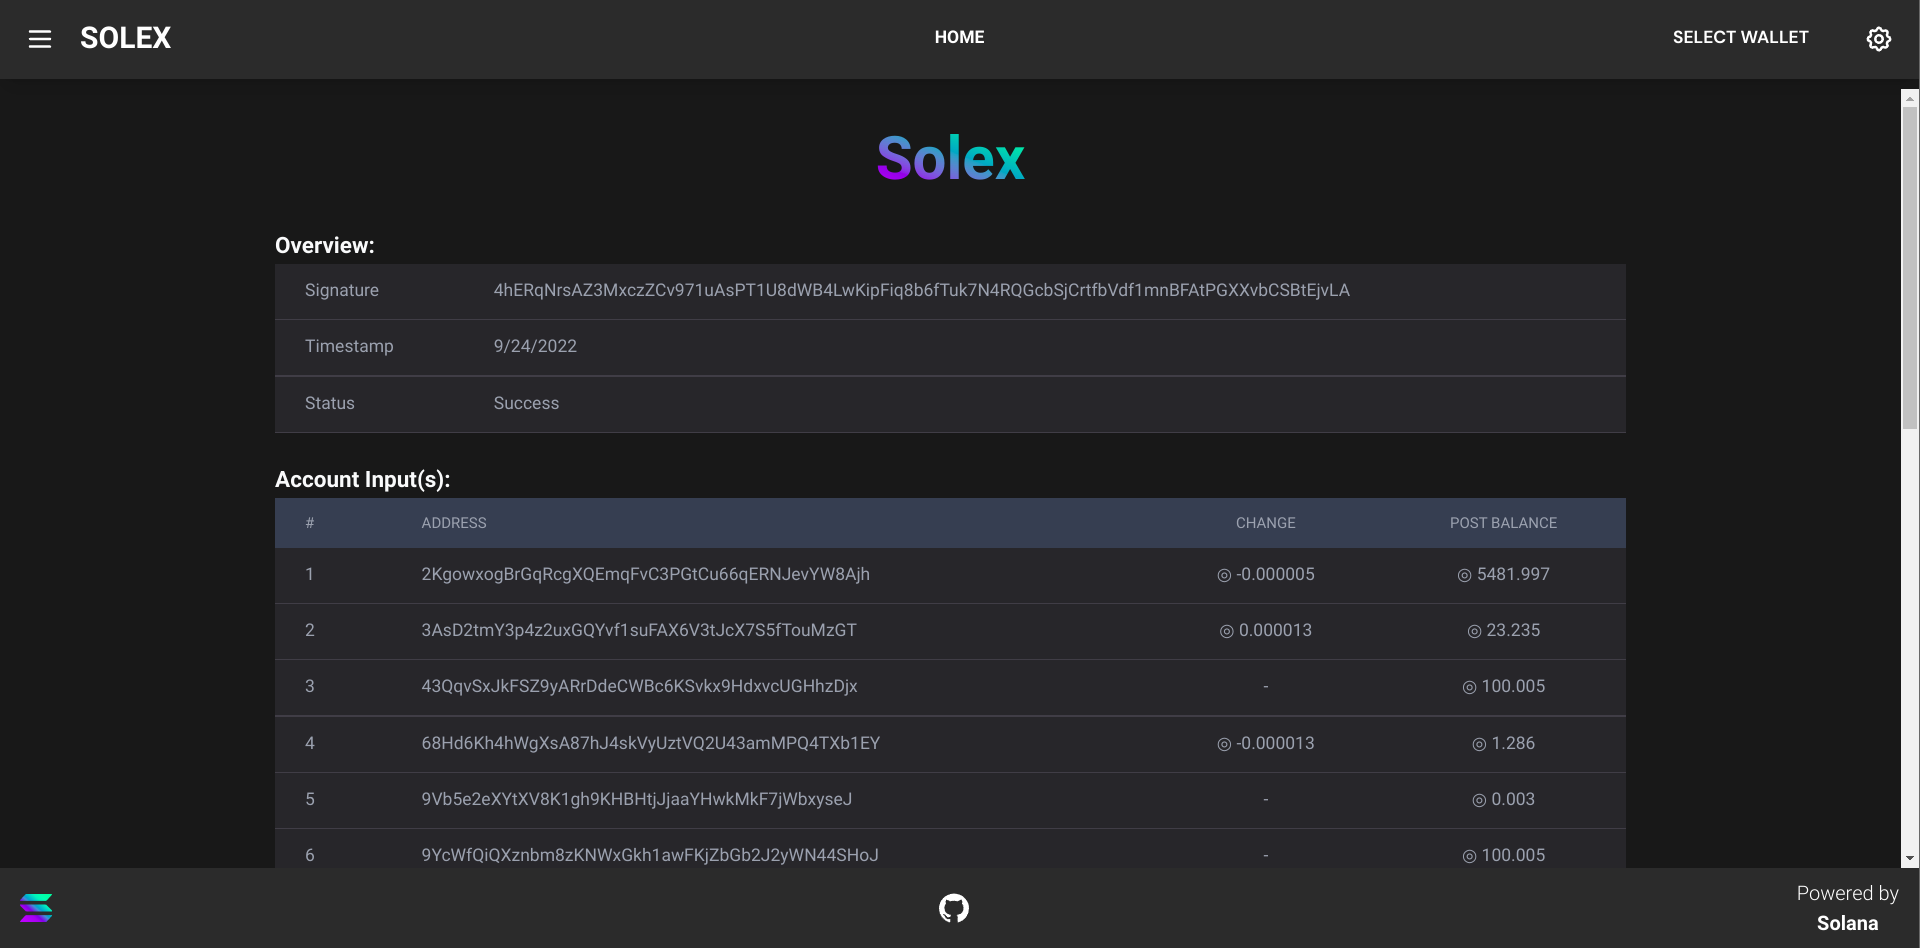 SOLEX HOME SELECT WALLET
Solex
Overview:
Signature 4hERqNrsAZ3MxczZCv971uAsPT1U8dWB4LwKipFiq8b6fTuk7N4RQGcbSjCrtfbVdf1mnBFAtPGXXvbCSBtEjvLA
Timestamp 9/24/2022
Status Success
Account Input(s):
# ADDRESS CHANGE POST BALANCE
1 2KgowxogBrGqRcgXQEmqFvC3PGtCu66qERNJevYW8Ajh ◎ -0.000005 ◎ 5481.997
2 3AsD2tmY3p4z2uxGQYvf1suFAX6V3tJcX7S5fTouMzGT ◎ 0.000013 ◎ 23.235
3 43QqvSxJkFSZ9yARrDdeCWBc6KSvkx9HdxvcUGHhzDjx - ◎ 100.005
4 68Hd6Kh4hWgXsA87hJ4skVyUztVQ2U43amMPQ4TXb1EY ◎ -0.000013 ◎ 1.286
5 9Vb5e2eXYtXV8K1gh9KHBHtjJjaaYHwkMkF7jWbxyseJ - ◎ 0.003
6 9YcWfQiQXznbm8zKNWxGkh1awFKjZbGb2J2yWN44SHoJ - ◎ 100.005
Powered by
Solana